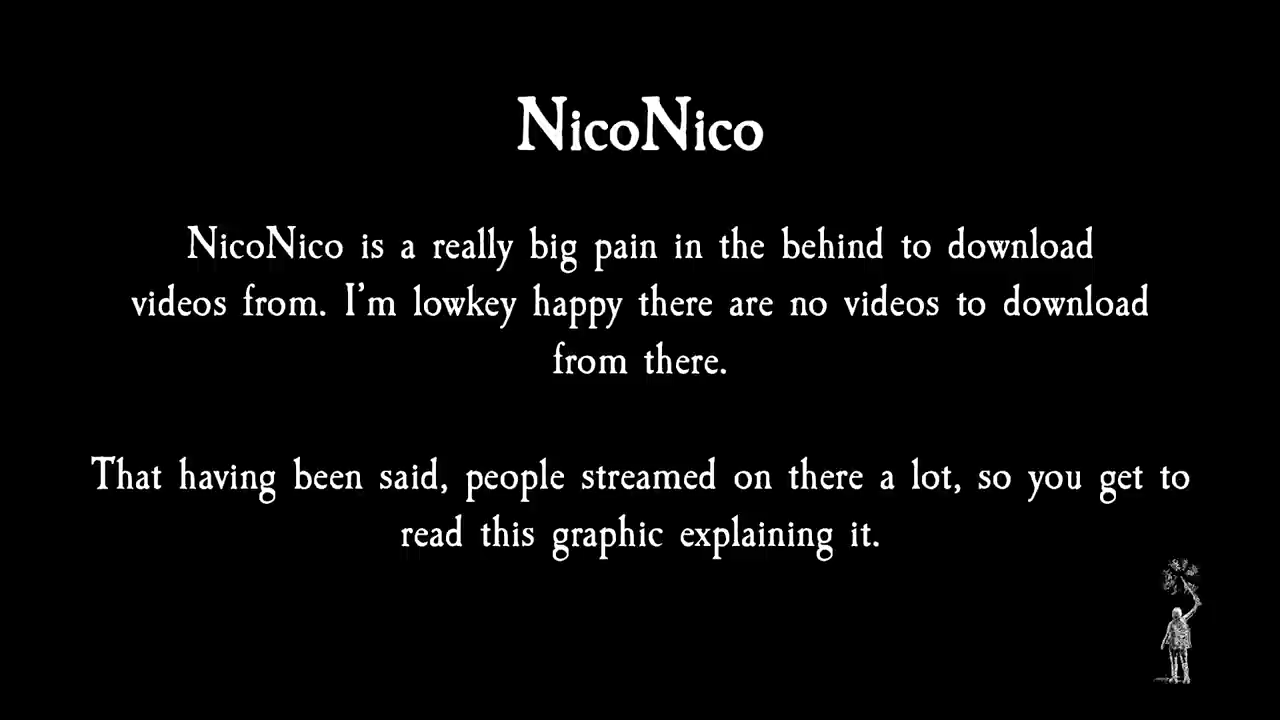 NicoNico
NicoNico is a really big pain in the behind to download
videos from. I'm lowkey happy there are no videos to download
from there.
That having been said, people streamed on there a lot, so you get to
read this graphic explaining it.